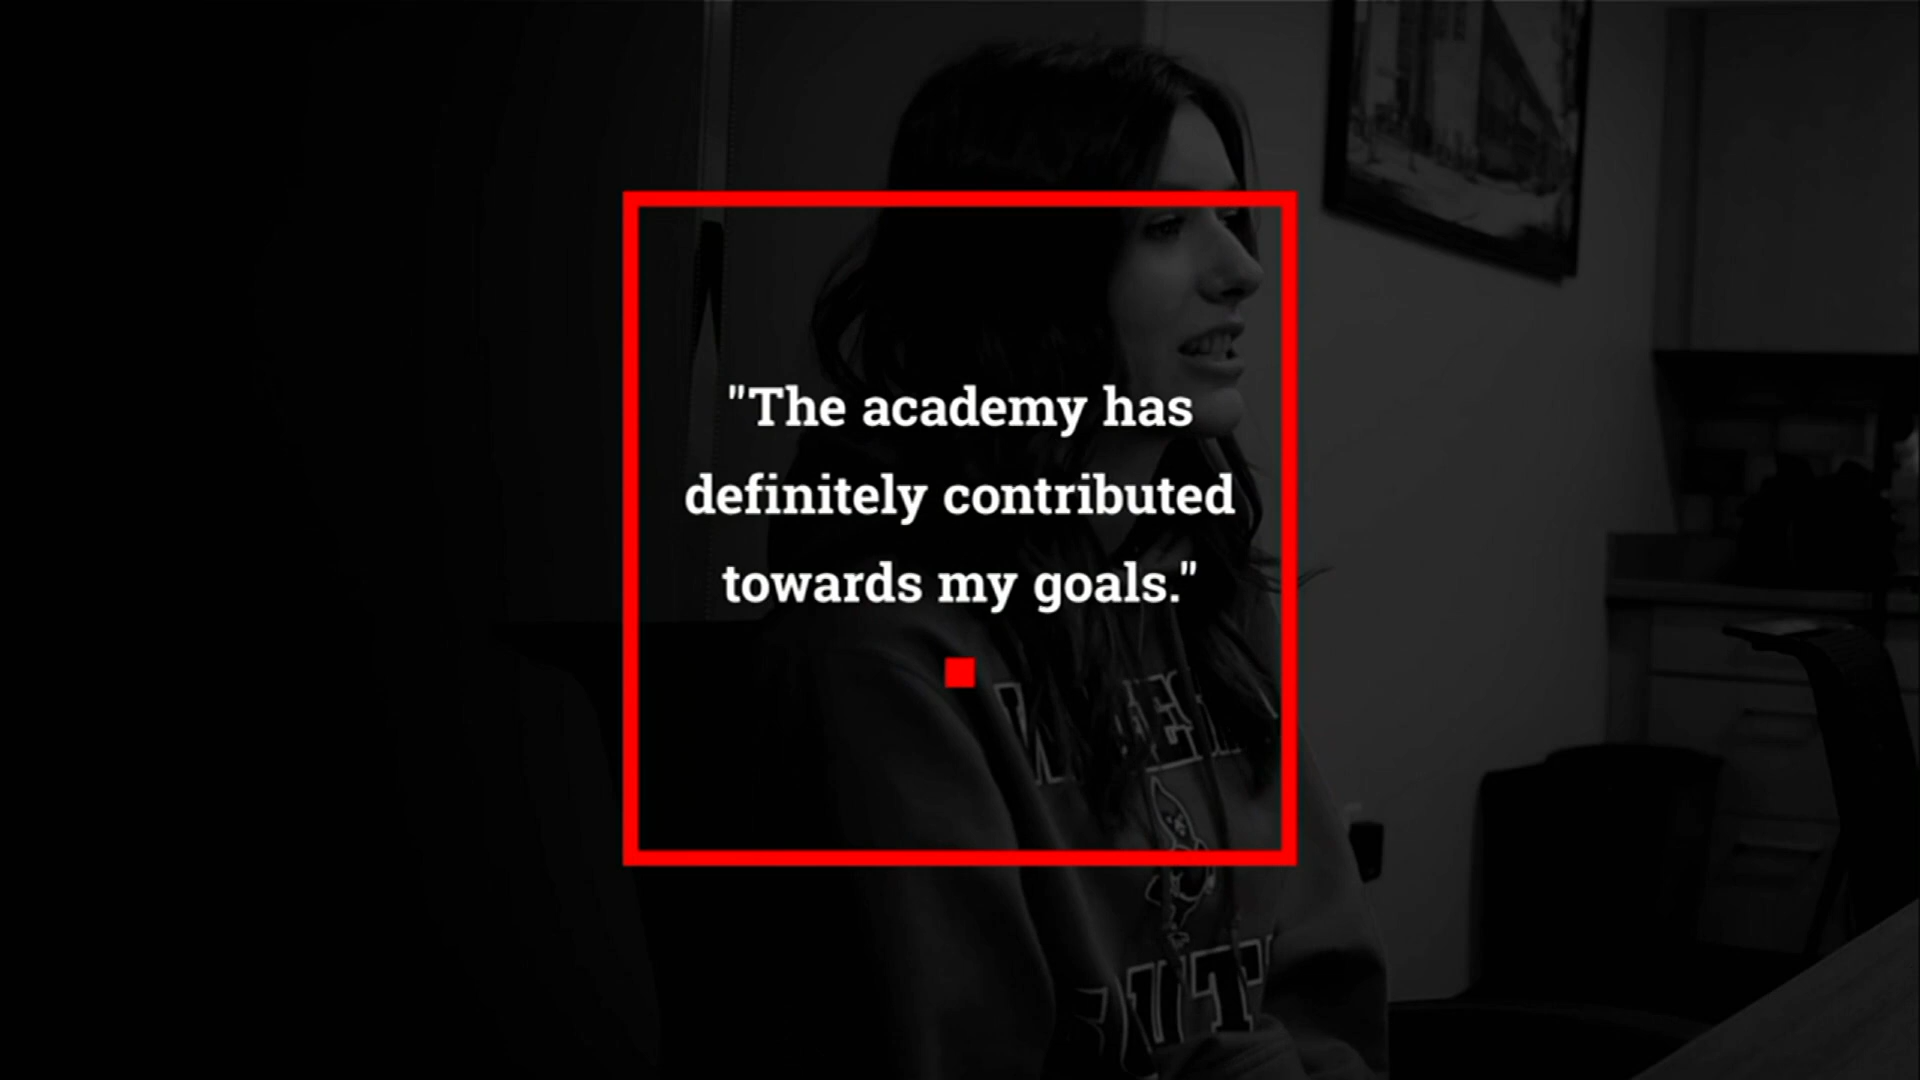 "The academy has
definitely contributed
towards my goals."